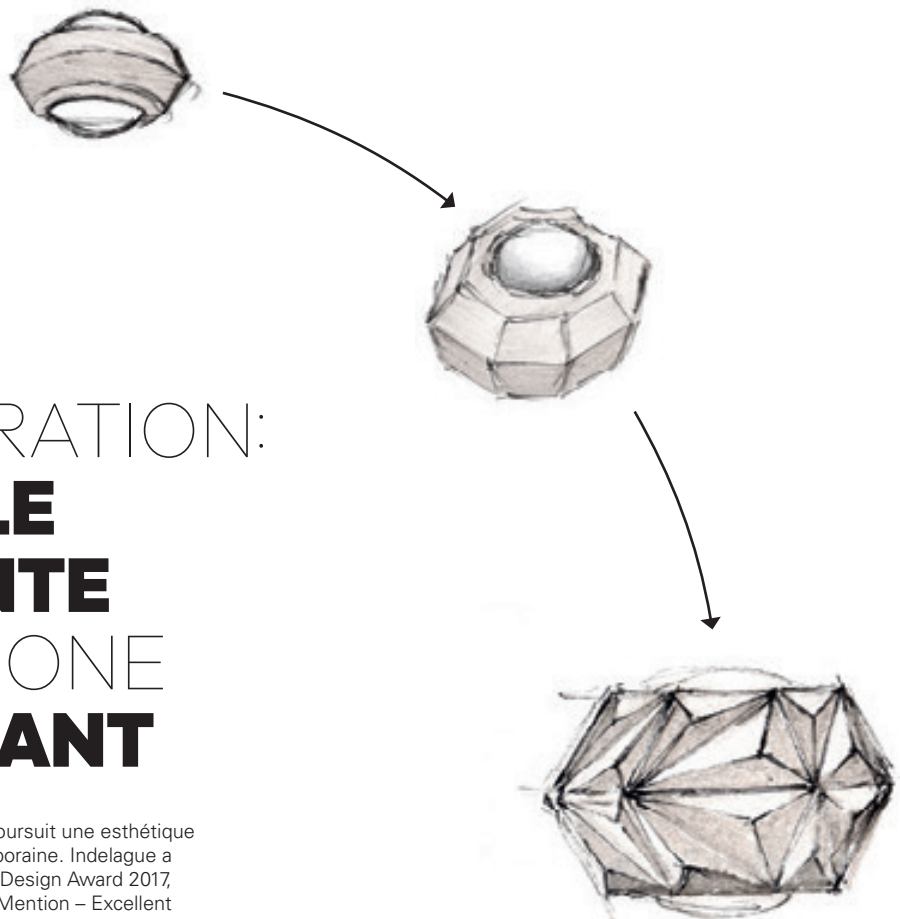 RATION:
LE
ITE
ONE
ANT
oursuit une esthétique
poraine. Indelague a
Design Award 2017,
Mention – Excellent